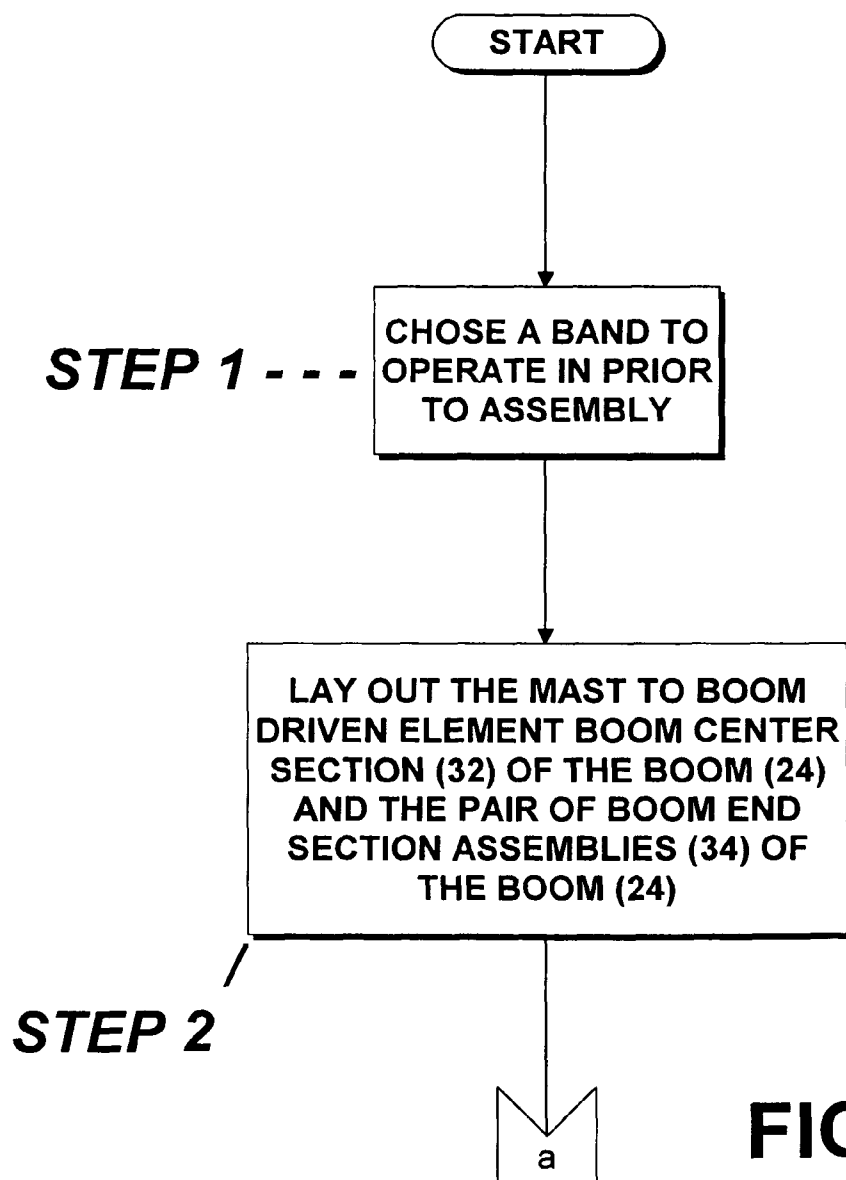 START
STEP 1 - - -
CHOSE A BAND TO
OPERATE IN PRIOR
TO ASSEMBLY
LAY OUT THE MAST TO BOOM
DRIVEN ELEMENT BOOM CENTER
SECTION (32) OF THE BOOM (24)
AND THE PAIR OF BOOM END
SECTION ASSEMBLIES (34) OF
THE BOOM (24)
STEP 2
a